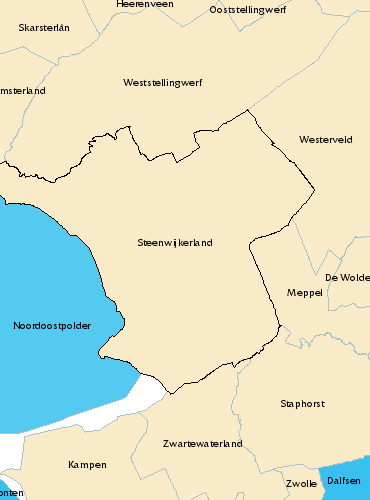 Heerenveen
Ooststellingwerf
Skarsterlân
Weststellingwerf
msterland
Westerveld
Steenwijkerland
De Wolde
Meppel
Noordoostpolder
Staphorst
Zwartewaterland
Kampen
Dalfsen
Zwolle
onten